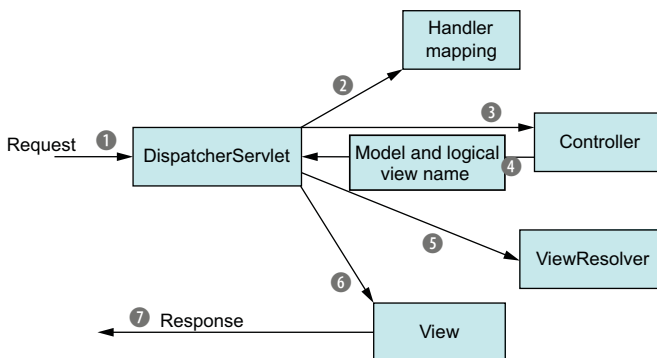 Handler
mapping
2
3
1
Request
DispatcherServlet
Model and logical
view name
4
Controller
5
ViewResolver
6
7
Response
View